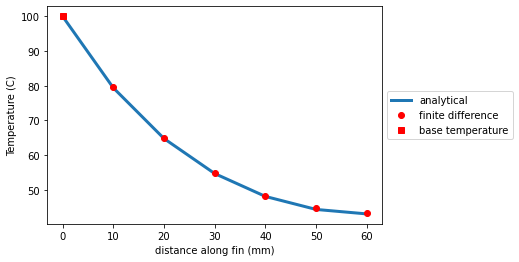 100
90
80
70
60
50
Temperature (C)
0 10 20 30 40 50 60
distance along fin (mm)
analytical
finite difference
base temperature